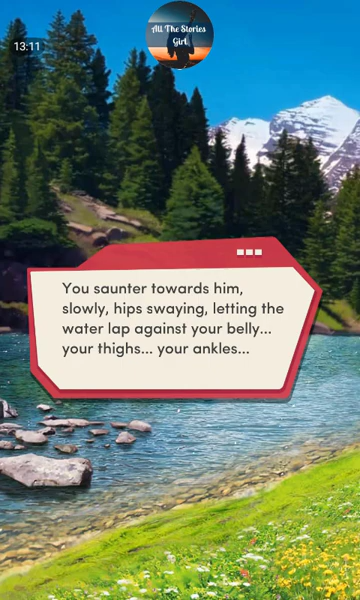 All The Stories
Girl
13:11
You saunter towards him,
slowly, hips swaying, letting the
water lap against your belly...
your thighs... your ankles...